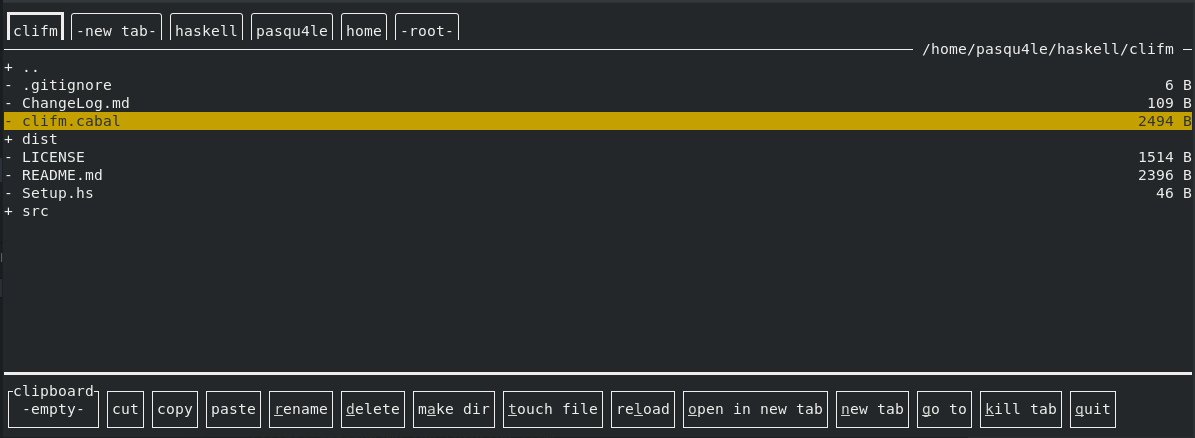 clifm -new tab- haskell pasqu4le home -root-
/home/pasqu4le/haskell/clifm
+ ..
- .gitignore 6 B
- ChangeLog.md 109 B
- clifm.cabal 2494 B
+ dist
- LICENSE 1514 B
- README.md 2396 B
- Setup.hs 46 B
+ src
clipboard
-empty- cut copy paste rename delete make dir touch file reload open in new tab new tab go to kill tab quit